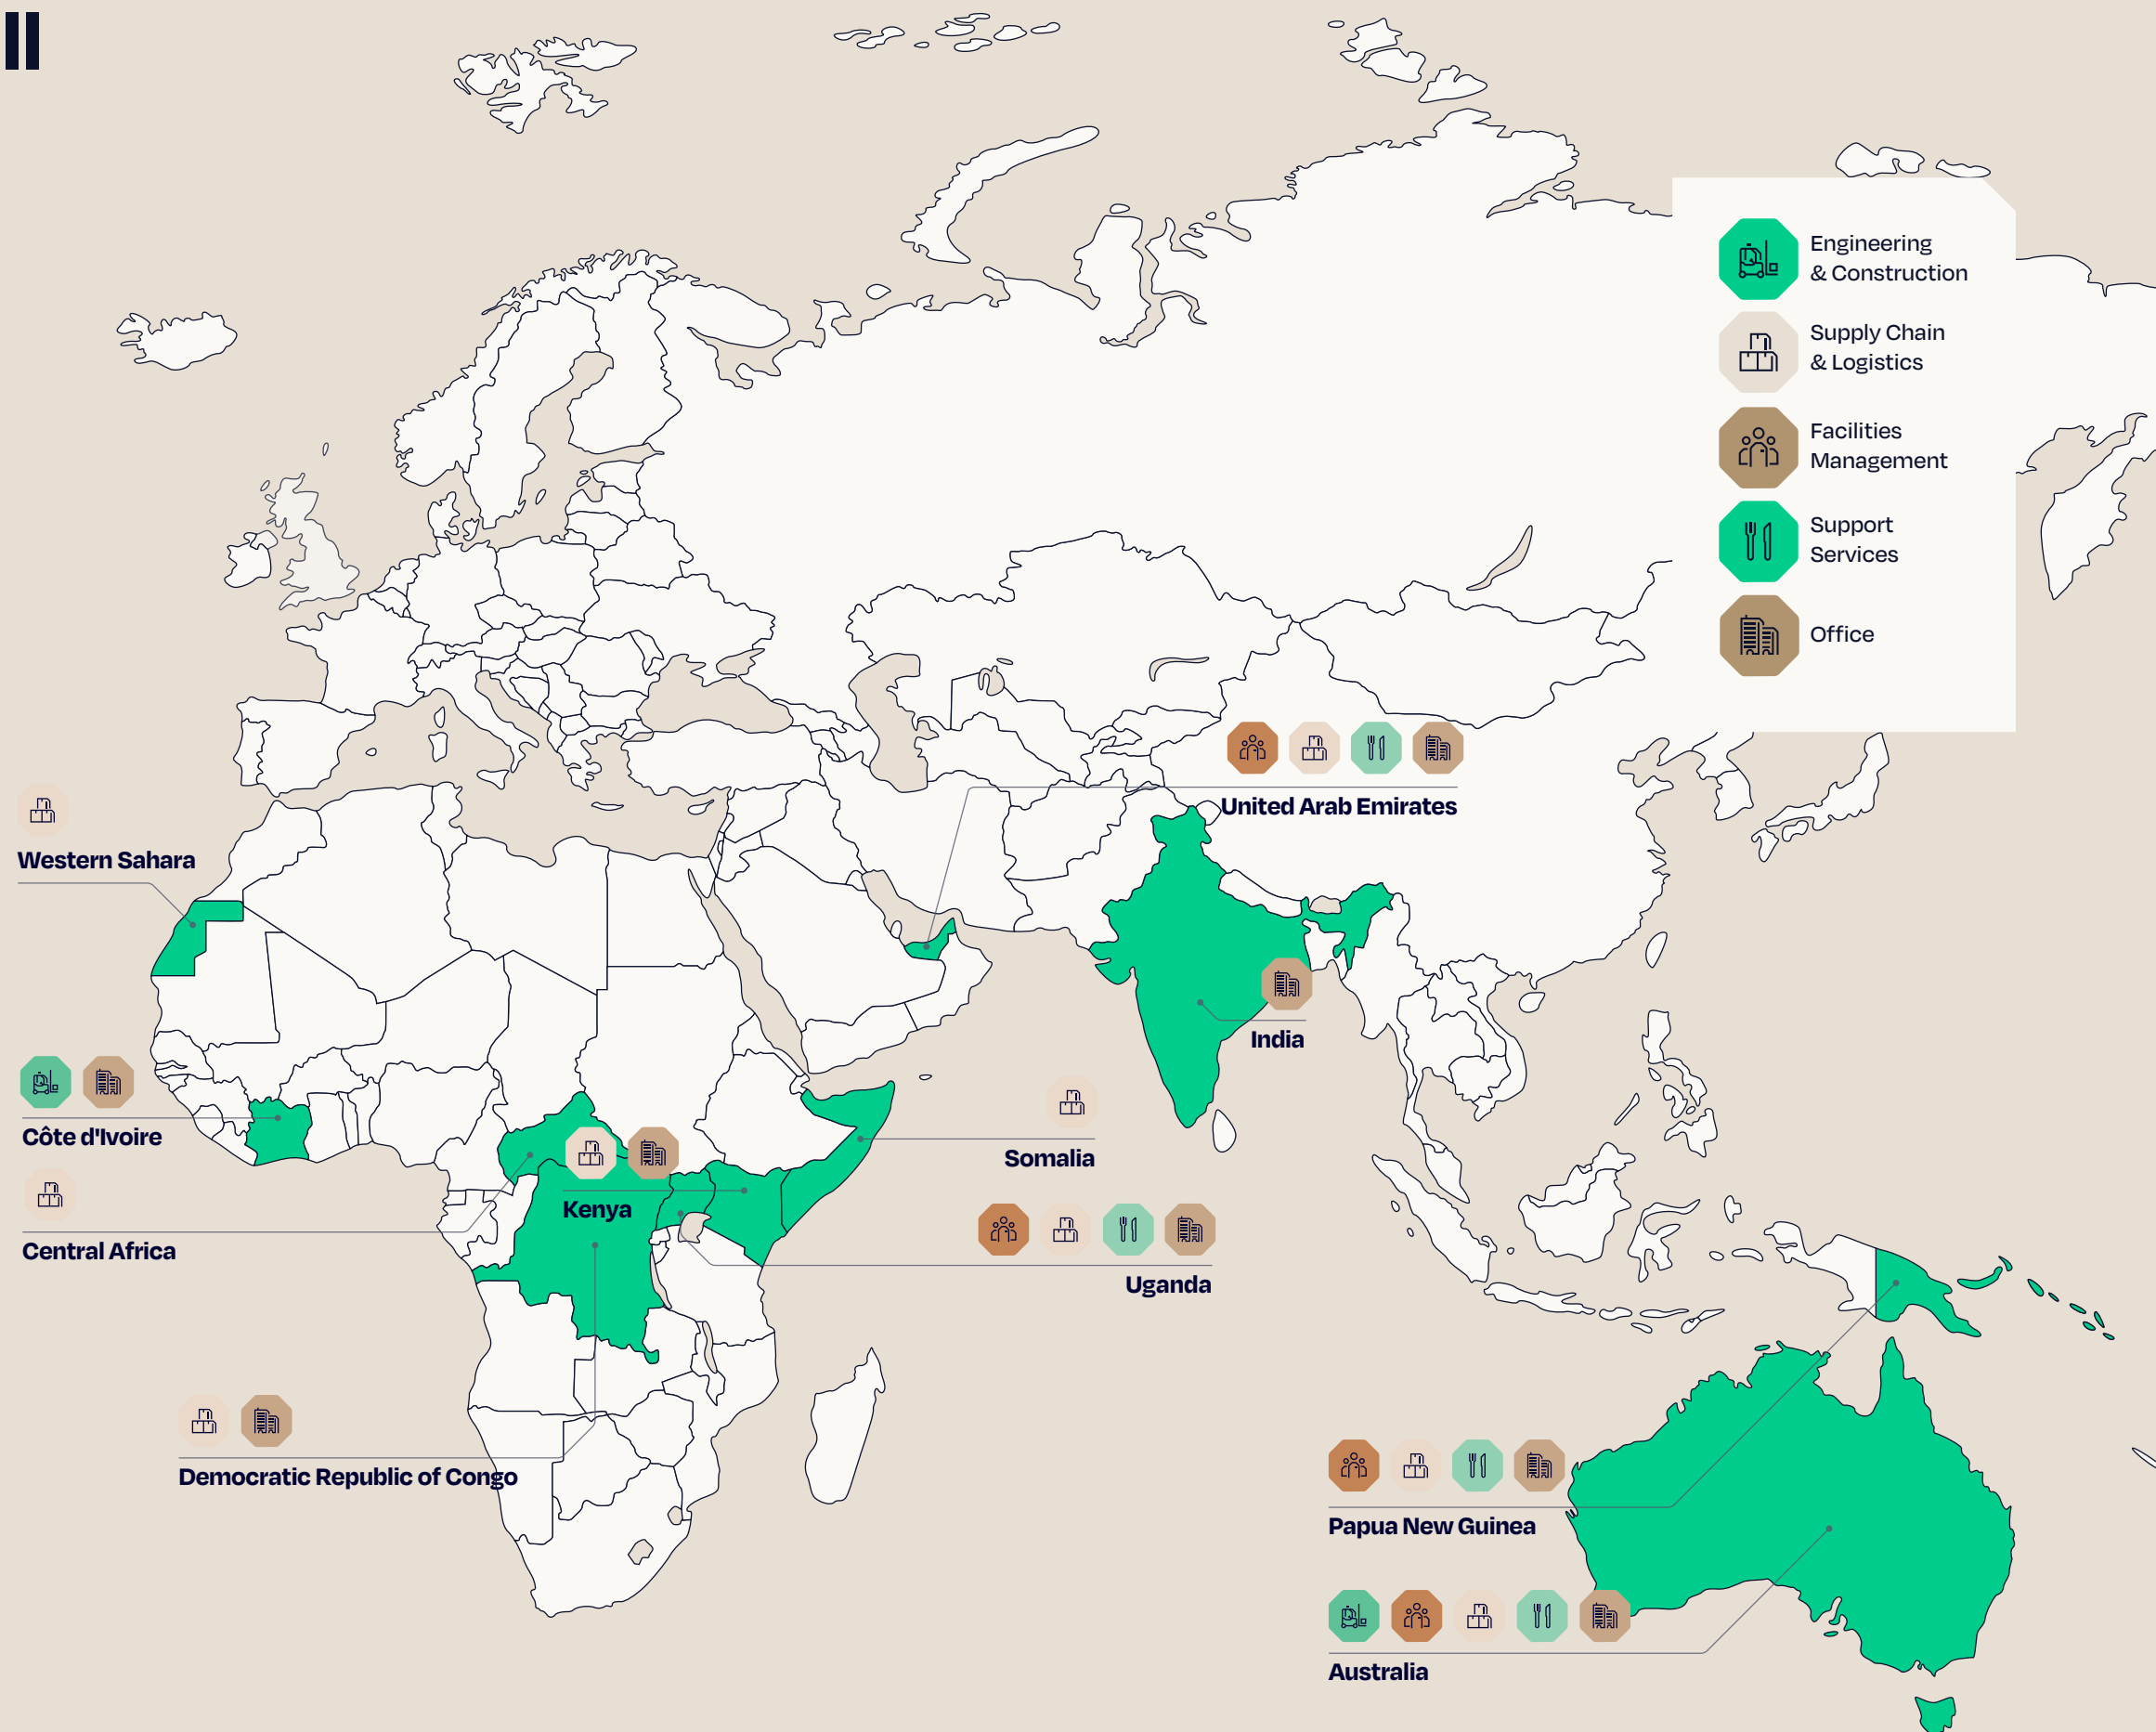 Engineering
& Construction
Supply Chain
& Logistics
Facilities
Management
Support
Services
Office
United Arab Emirates
Western Sahara
India
Côte d'Ivoire
Somalia
Kenya
Central Africa
Uganda
Democratic Republic of Congo
Papua New Guinea
Australia